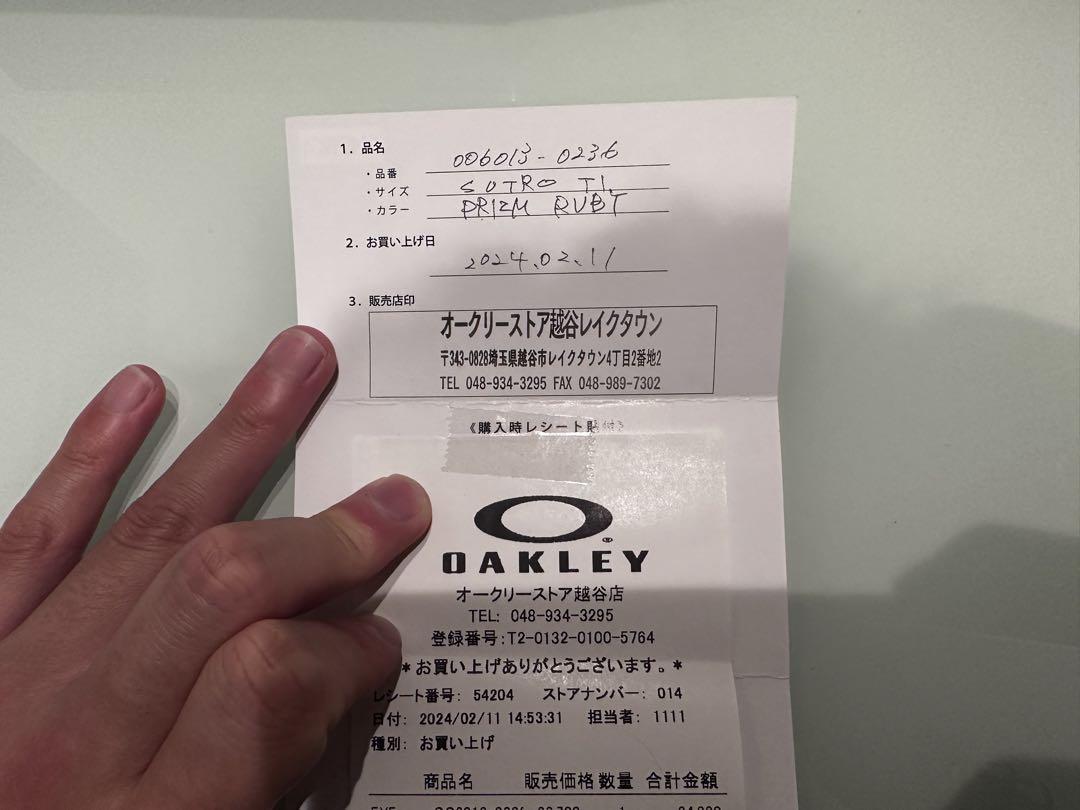 1. 品名
・品番 006013-0236
・サイズ SUTRO TI.
・カラー PRIZM RUBY
2. お買い上げ日
2024.02.11
3. 販売店印
オークリーストア越谷レイクタウン
〒343-0828埼玉県越谷市レイクタウン4丁目2番地2
TEL 048-934-3295 FAX 048-989-7302
《購入時レシート貼付》
OAKLEY
オークリーストア越谷店
TEL: 048-934-3295
登録番号:T2-0132-0100-5764
*お買い上げありがとうございます。*
レシート番号: 54204 ストアナンバー: 014
日付: 2024/02/11 14:53:31 担当者: 1111
種別: お買い上げ
商品名 販売価格 数量 合計金額